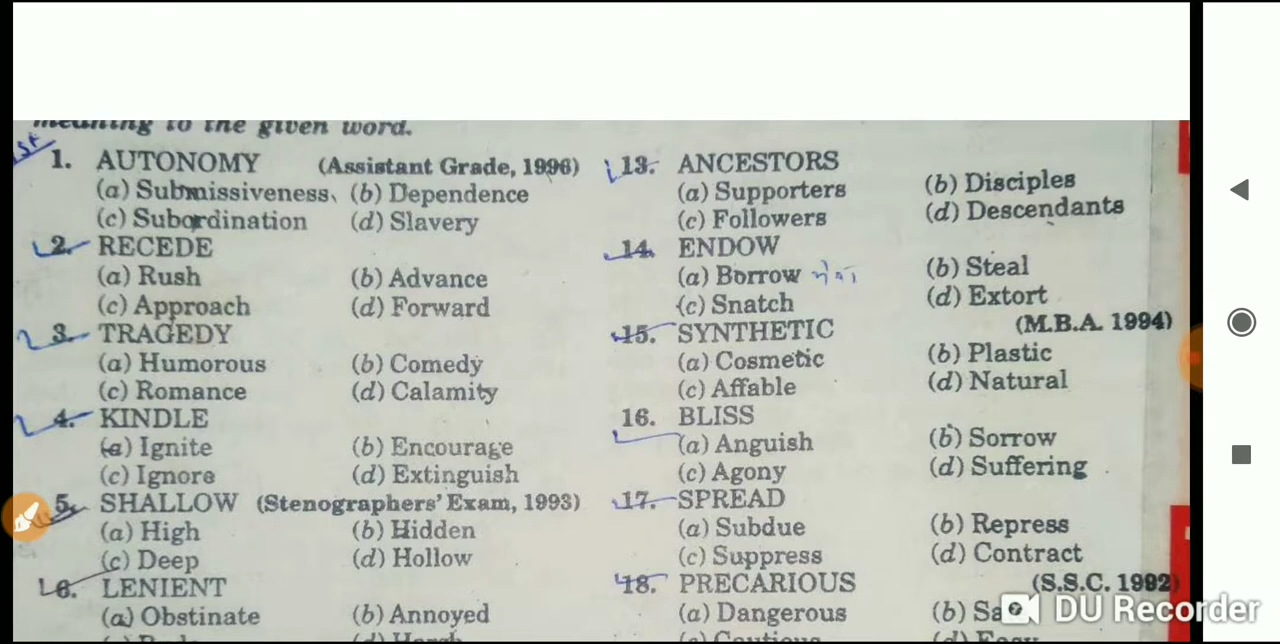 meaning to the given word.
1. AUTONOMY (Assistant Grade, 1996)
(a) Submissiveness (b) Dependence
(c) Subordination (d) Slavery
2. RECEDE
(a) Rush (b) Advance
(c) Approach (d) Forward
3. TRAGEDY
(a) Humorous (b) Comedy
(c) Romance (d) Calamity
4. KINDLE
(a) Ignite (b) Encourage
(c) Ignore (d) Extinguish
5. SHALLOW (Stenographers' Exam, 1993)
(a) High (b) Hidden
(c) Deep (d) Hollow
6. LENIENT
(a) Obstinate (b) Annoyed
(d) Harsh
13. ANCESTORS
(a) Supporters (b) Disciples
(c) Followers (d) Descendants
14. ENDOW
(a) Borrow (b) Steal
(c) Snatch (d) Extort
(M.B.A. 1994)
15. SYNTHETIC
(a) Cosmetic (b) Plastic
(c) Affable (d) Natural
16. BLISS
(a) Anguish (b) Sorrow
(c) Agony (d) Suffering
17. SPREAD
(a) Subdue (b) Repress
(c) Suppress (d) Contract
18. PRECARIOUS (S.S.C. 1992)
(a) Dangerous (b)
(c) Cautious (d) Easy
DU Recorder